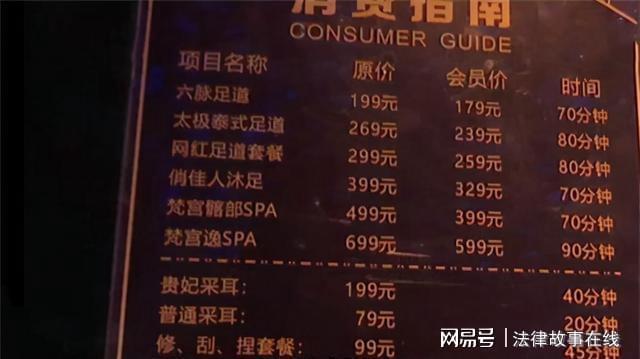 消费指南
CONSUMER GUIDE
项目名称 原价 会员价 时间
六脉足道 199元 179元 70分钟
太极泰式足道 269元 239元 80分钟
网红足道套餐 299元 259元 80分钟
俏佳人沐足 399元 329元 70分钟
梵宫髂部SPA 499元 399元 70分钟
梵宫逸SPA 699元 599元 90分钟
贵妃采耳: 199元 40分钟
普通采耳: 79元 20分钟
修、刮、捏套餐: 99元 45分钟
网易号 法律故事在线